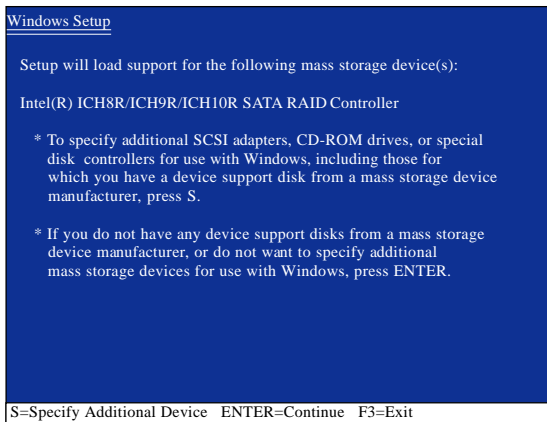 Windows Setup
Setup will load support for the following mass storage device(s):
Intel(R) ICH8R/ICH9R/ICH10R SATA RAID Controller
* To specify additional SCSI adapters, CD-ROM drives, or special
disk controllers for use with Windows, including those for
which you have a device support disk from a mass storage device
manufacturer, press S.
* If you do not have any device support disks from a mass storage
device manufacturer, or do not want to specify additional
mass storage devices for use with Windows, press ENTER.
S=Specify Additional Device ENTER=Continue F3=Exit